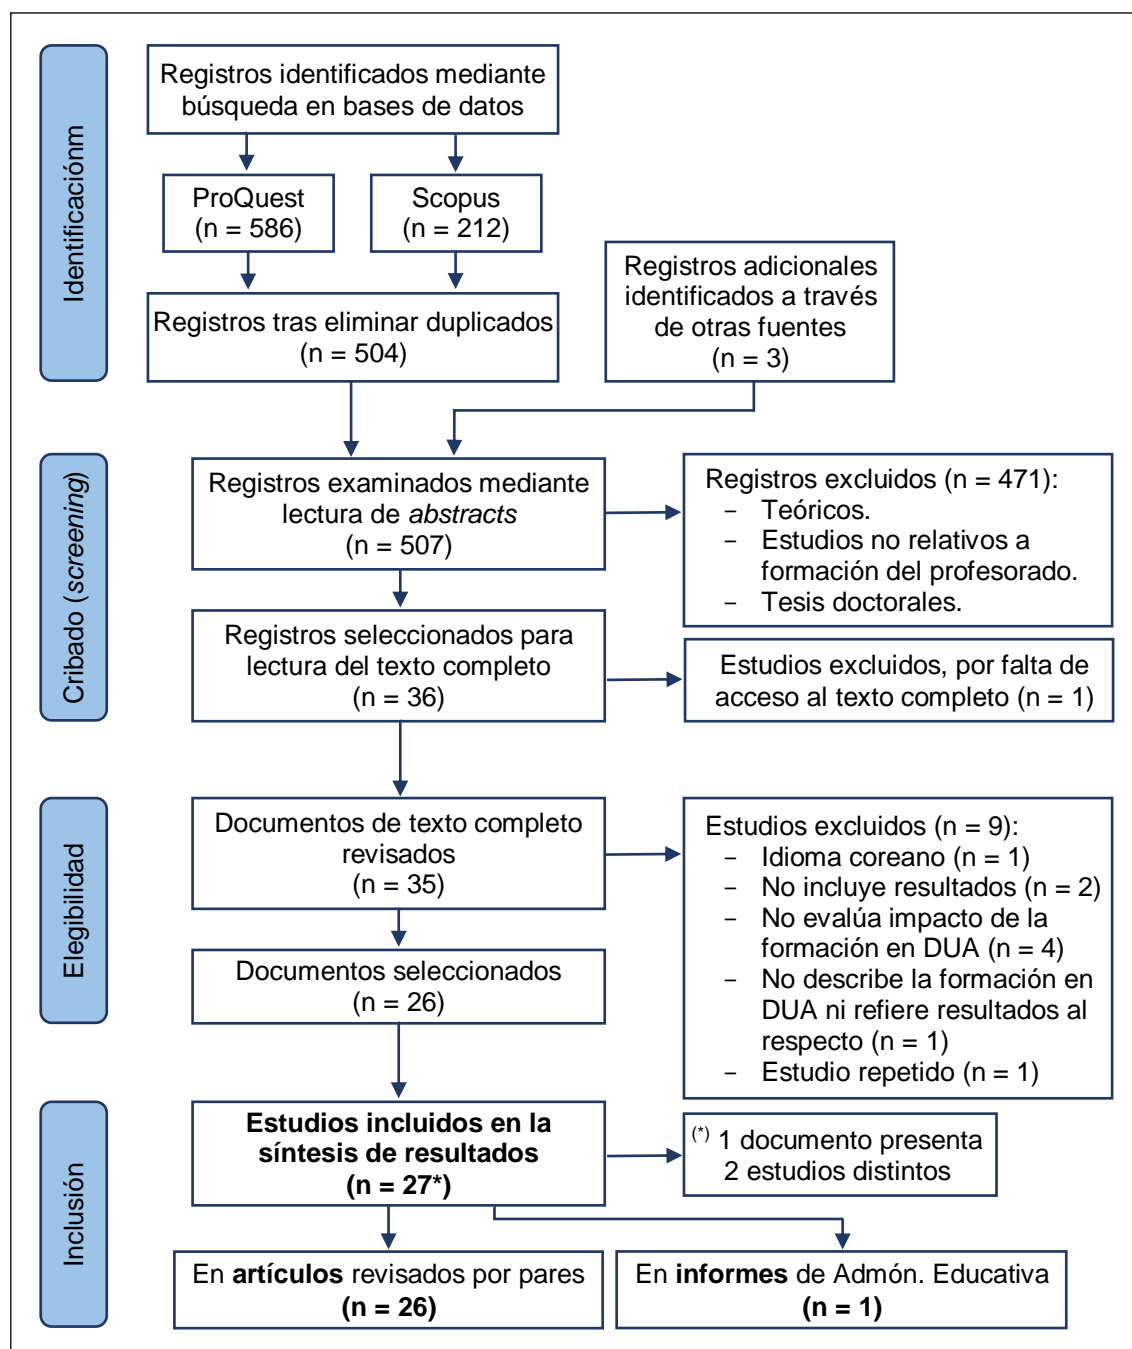 Identificaciónm
Registros identificados mediante
búsqueda en bases de datos
ProQuest
(n = 586)
Scopus
(n = 212)
Registros tras eliminar duplicados
(n = 504)
Registros adicionales
identificados a través
de otras fuentes
(n = 3)
Cribado (screening)
Registros examinados mediante
lectura de abstracts
(n = 507)
Registros excluidos (n = 471):
- Teóricos.
- Estudios no relativos a
formación del profesorado.
- Tesis doctorales.
Registros seleccionados para
lectura del texto completo
(n = 36)
Estudios excluidos, por falta de
acceso al texto completo (n = 1)
Elegibilidad
Documentos de texto completo
revisados
(n = 35)
Estudios excluidos (n = 9):
- Idioma coreano (n = 1)
- No incluye resultados (n = 2)
- No evalúa impacto de la
formación en DUA (n = 4)
- No describe la formación en
DUA ni refiere resultados al
respecto (n = 1)
- Estudio repetido (n = 1)
Documentos seleccionados
(n = 26)
Inclusión
Estudios incluidos en la
síntesis de resultados
(n = 27*)
(*) 1 documento presenta
2 estudios distintos
En artículos revisados por pares
(n = 26)
En informes de Admón. Educativa
(n = 1)